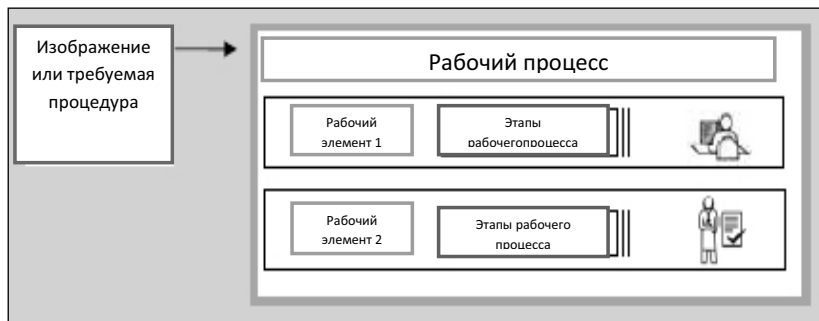 Изображение
или требуемая
процедура
Рабочий процесс
Рабочий
элемент 1
Этапы
рабочегопроцесса
Рабочий
элемент 2
Этапы рабочего
процесса